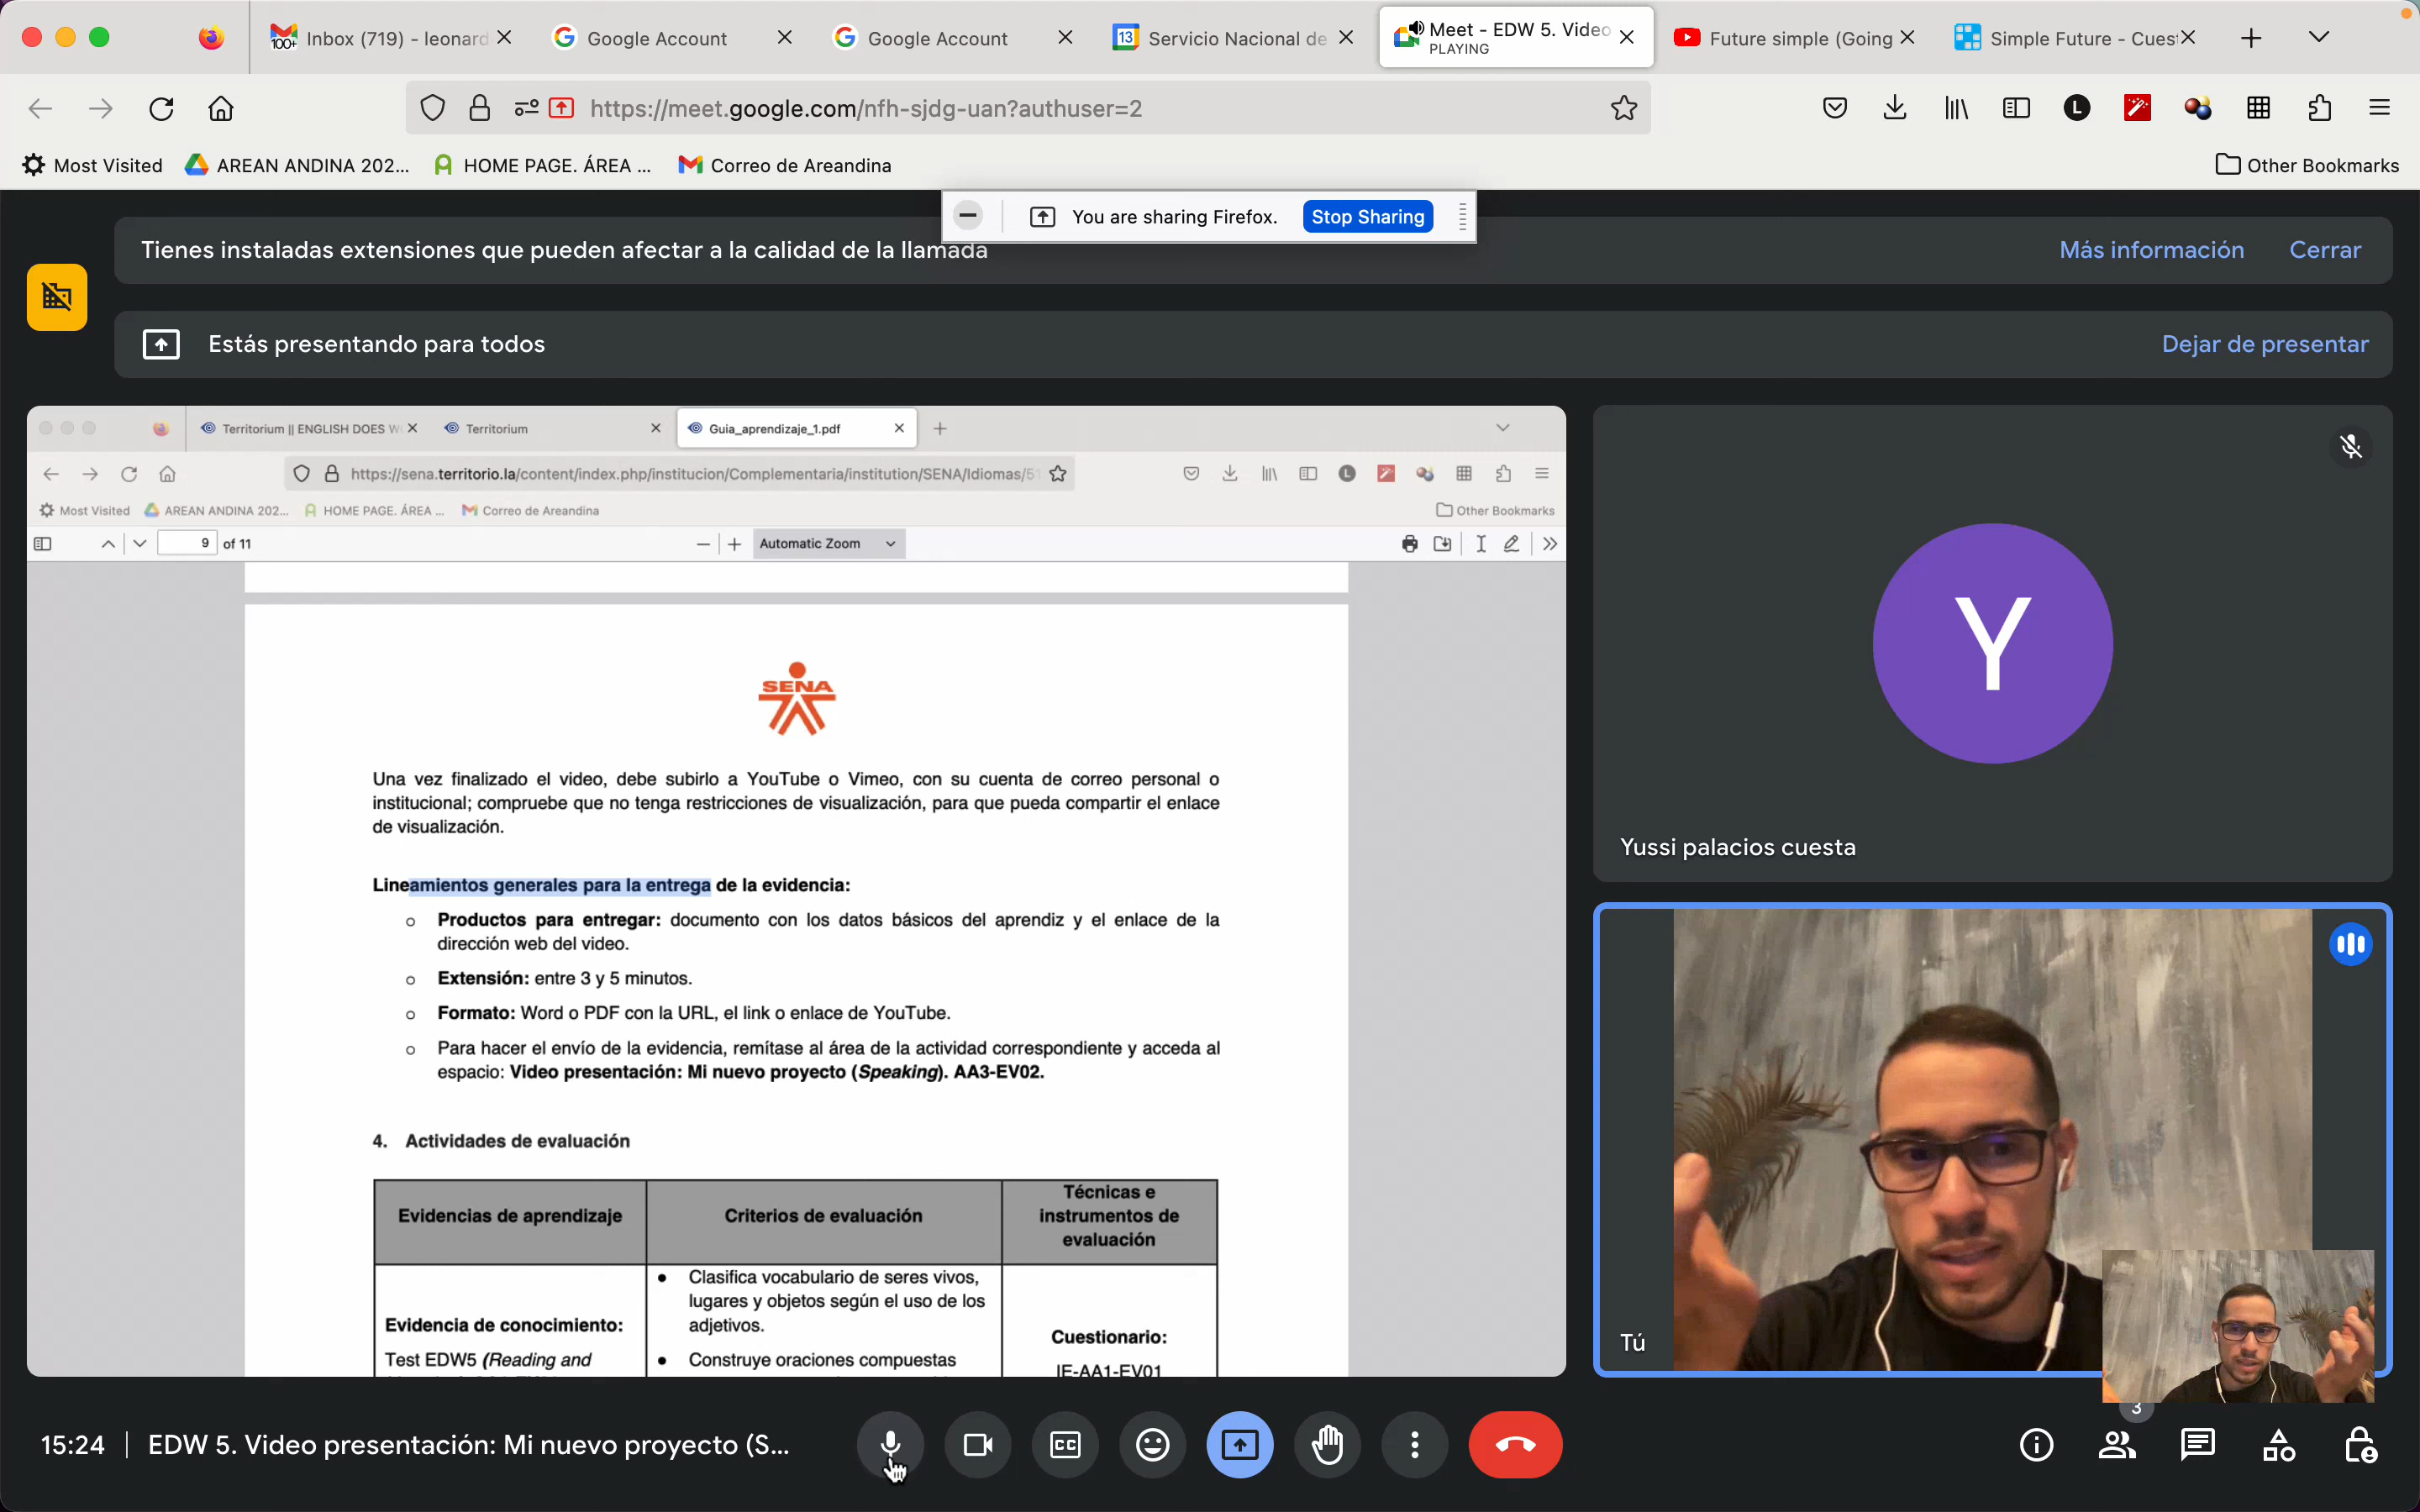 Inbox (719) - leonard
Google Account
Google Account
Servicio Nacional de
Meet - EDW 5. Video
PLAYING
Future simple (Going
Simple Future - Cues
https://meet.google.com/nfh-sjdg-uan?authuser=2
L
Most Visited
AREAN ANDINA 202...
HOME PAGE. ÁREA ...
Correo de Areandina
Other Bookmarks
You are sharing Firefox.
Stop Sharing
Tienes instaladas extensiones que pueden afectar a la calidad de la llamada
Más información
Cerrar
Estás presentando para todos
Dejar de presentar
Territorium || ENGLISH DOES W
Territorium
Guia_aprendizaje_1.pdf
https://sena.territorio.la/content/index.php/institucion/Complementaria/institution/SENA/Idiomas/51
L
Most Visited
AREAN ANDINA 202...
HOME PAGE. ÁREA ...
Correo de Areandina
Other Bookmarks
9 of 11
Automatic Zoom
SENA
Una vez finalizado el video, debe subirlo a YouTube o Vimeo, con su cuenta de correo personal o
institucional; compruebe que no tenga restricciones de visualización, para que pueda compartir el enlace
de visualización.
Lineamientos generales para la entrega de la evidencia:
Productos para entregar: documento con los datos básicos del aprendiz y el enlace de la
dirección web del video.
Extensión: entre 3 y 5 minutos.
Formato: Word o PDF con la URL, el link o enlace de YouTube.
Para hacer el envío de la evidencia, remítase al área de la actividad correspondiente y acceda al
espacio: Video presentación: Mi nuevo proyecto (Speaking). AA3-EV02.
4. Actividades de evaluación
Evidencias de aprendizaje
Criterios de evaluación
Técnicas e
instrumentos de
evaluación
Evidencia de conocimiento:
Test EDW5 (Reading and
Clasifica vocabulario de seres vivos,
lugares y objetos según el uso de los
adjetivos.
Construye oraciones compuestas
Cuestionario:
IE-AA1-EV01
Y
Yussi palacios cuesta
Tú
15:24
EDW 5. Video presentación: Mi nuevo proyecto (S...
3